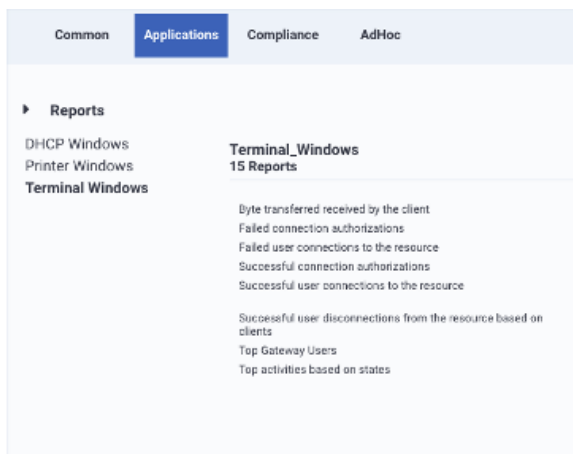 Common Applications Compliance AdHoc
Reports
DHCP Windows
Printer Windows
Terminal Windows
Terminal_Windows
15 Reports
Byte transferred received by the client
Failed connection authorizations
Failed user connections to the resource
Successful connection authorizations
Successful user connections to the resource
Successful user disconnections from the resource based on
clients
Top Gateway Users
Top activities based on states